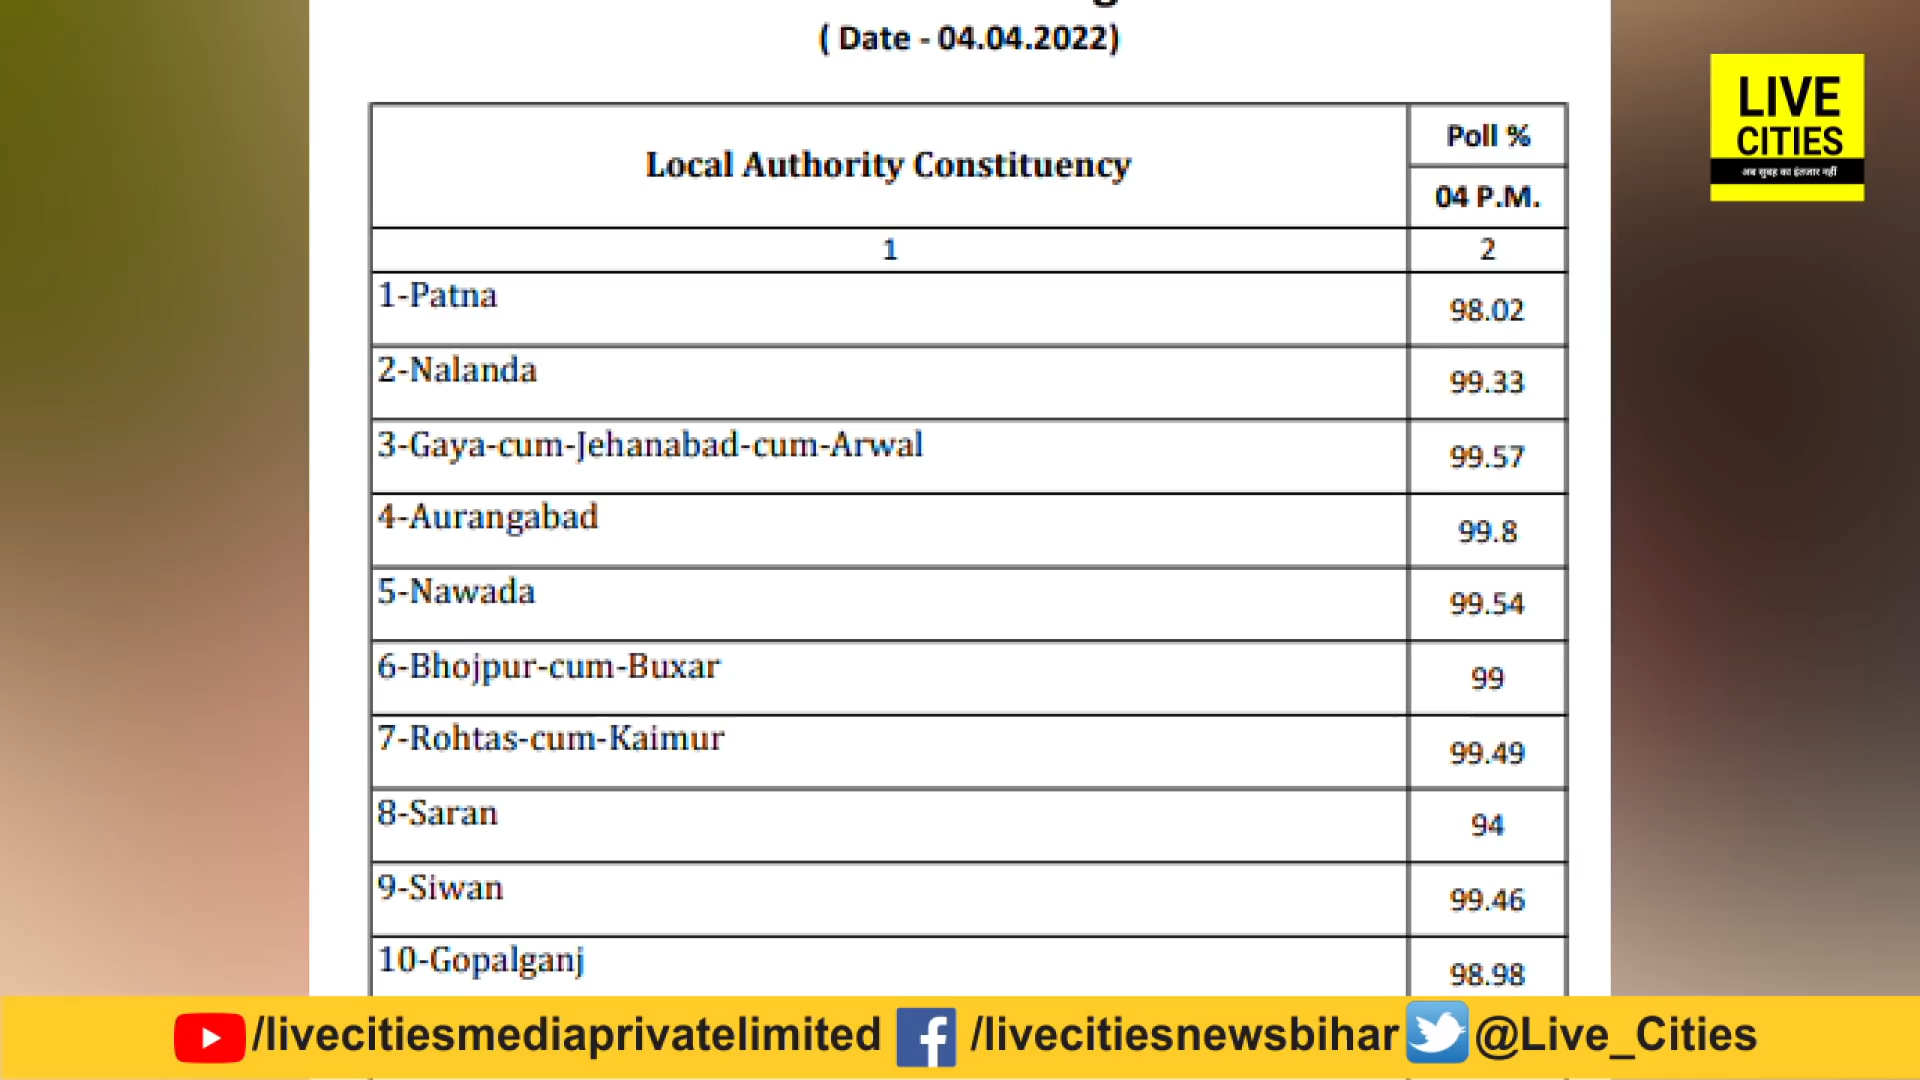 ( Date - 04.04.2022)
LIVE
CITIES
अब सुबह का इंतजार नहीं
Local Authority Constituency
Poll %
04 P.M.
1
2
1-Patna
98.02
2-Nalanda
99.33
3-Gaya-cum-Jehanabad-cum-Arwal
99.57
4-Aurangabad
99.8
5-Nawada
99.54
6-Bhojpur-cum-Buxar
99
7-Rohtas-cum-Kaimur
99.49
8-Saran
94
9-Siwan
99.46
10-Gopalganj
98.98
/livecitiesmediaprivatelimited /livecitiesnewsbihar @Live_Cities